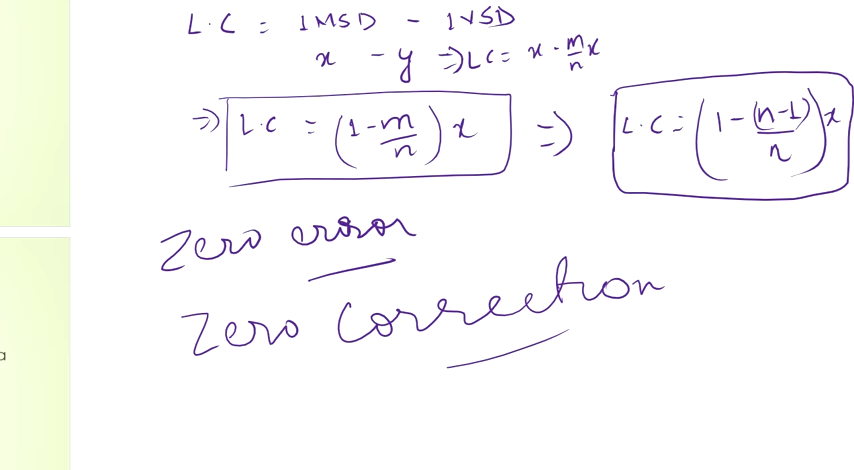 L.C = 1MSD - 1VSD
x - y ⇒ LC = x - m/n x
⇒ L.C = (1 - m/n) x ⇒ L.C = (1 - (n-1)/n) x
Zero error
Zero correction
a